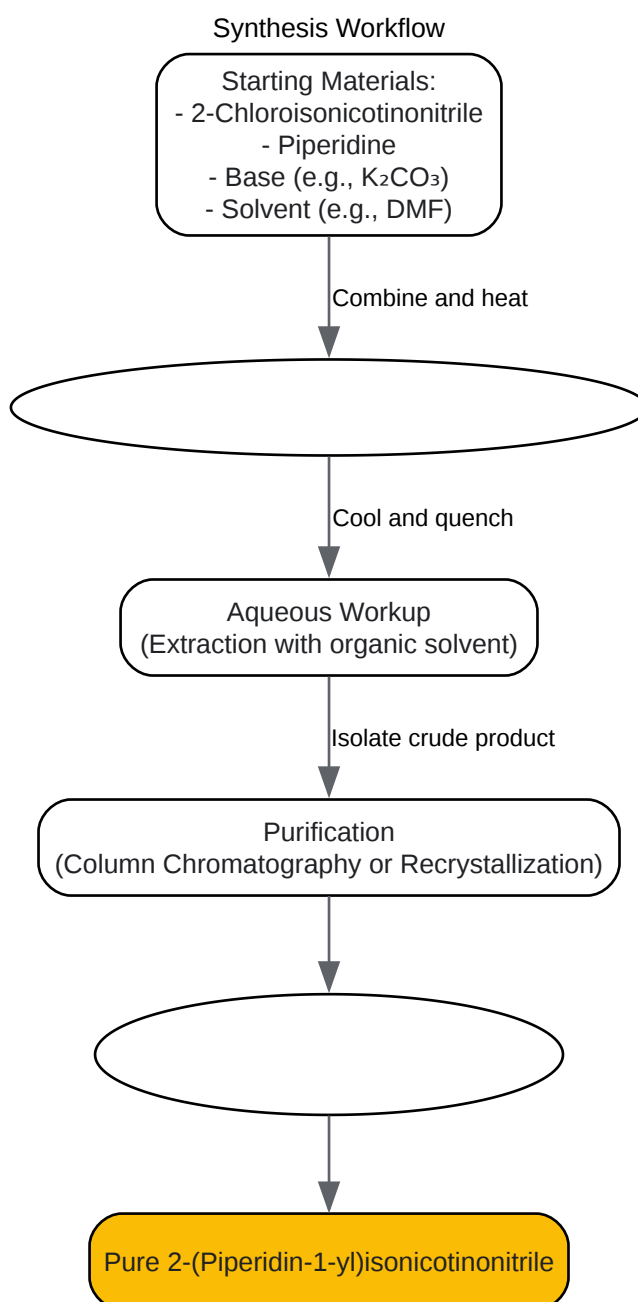 Synthesis Workflow
Starting Materials:
- 2-Chloroisonicotinonitrile
- Piperidine
- Base (e.g., K₂CO₃)
- Solvent (e.g., DMF)
Combine and heat
Cool and quench
Aqueous Workup
(Extraction with organic solvent)
Isolate crude product
Purification
(Column Chromatography or Recrystallization)
Pure 2-(Piperidin-1-yl)isonicotinonitrile